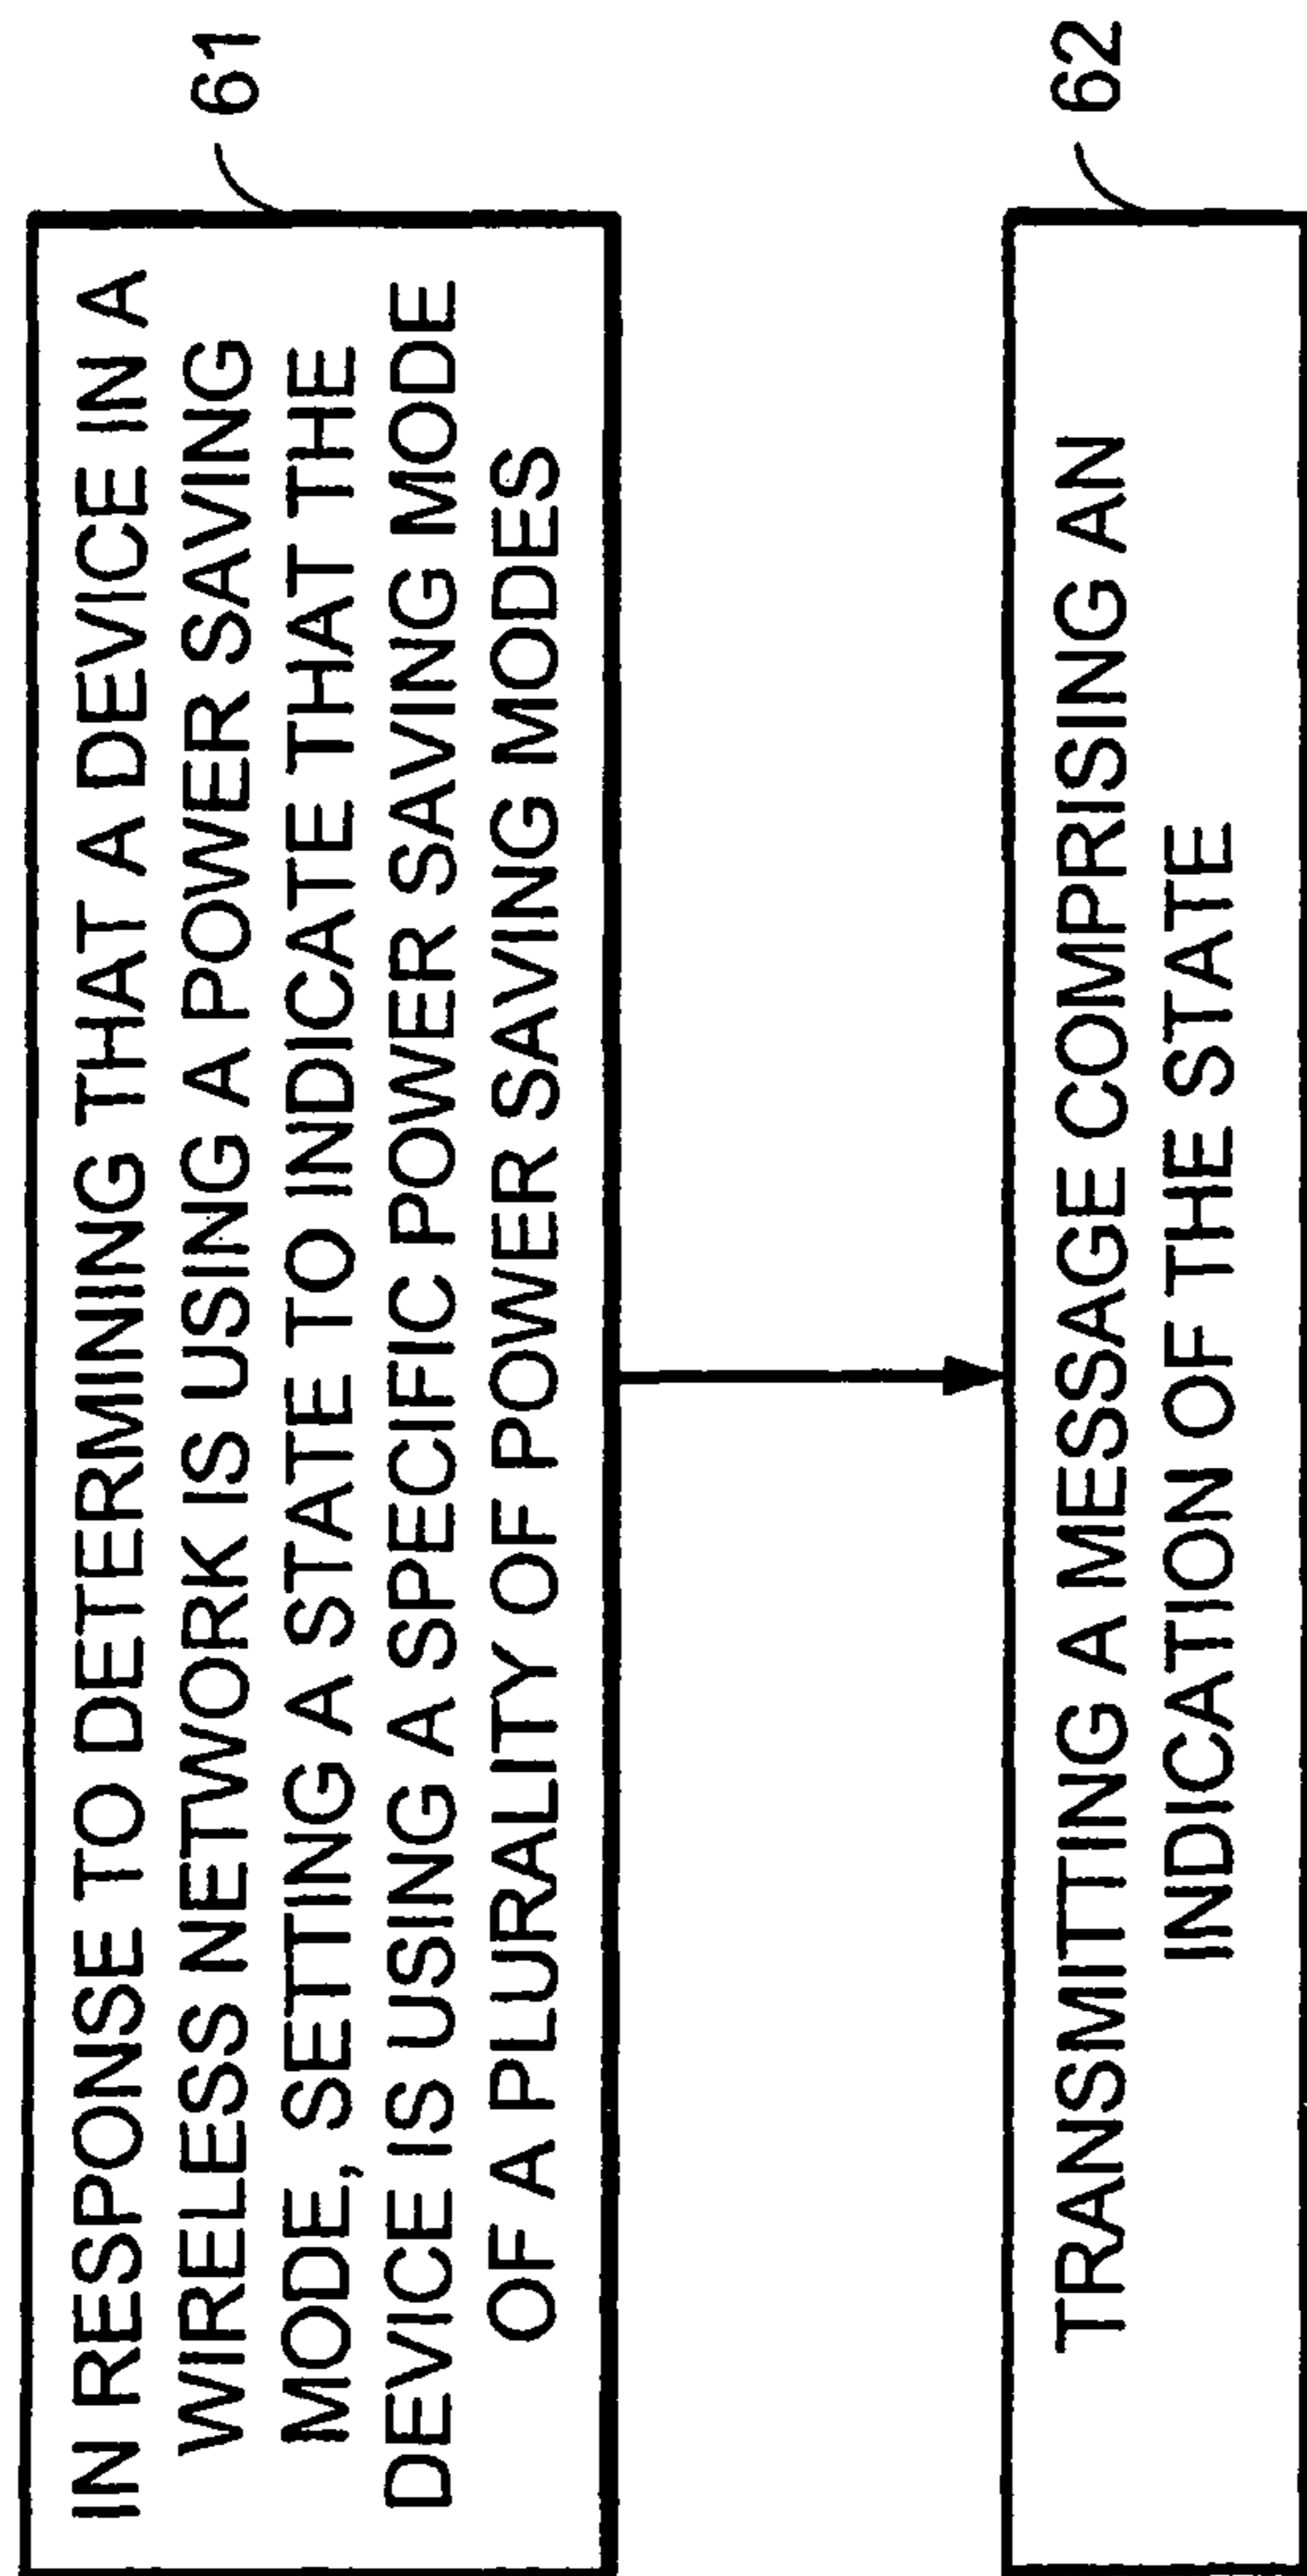 IN RESPONSE TO DETERMINING THAT A DEVICE IN A
WIRELESS NETWORK IS USING A POWER SAVING
MODE, SETTING A STATE TO INDICATE THAT THE
DEVICE IS USING A SPECIFIC POWER SAVING MODE
OF A PLURALITY OF POWER SAVING MODES
61
TRANSMITTING A MESSAGE COMPRISING AN
INDICATION OF THE STATE
62